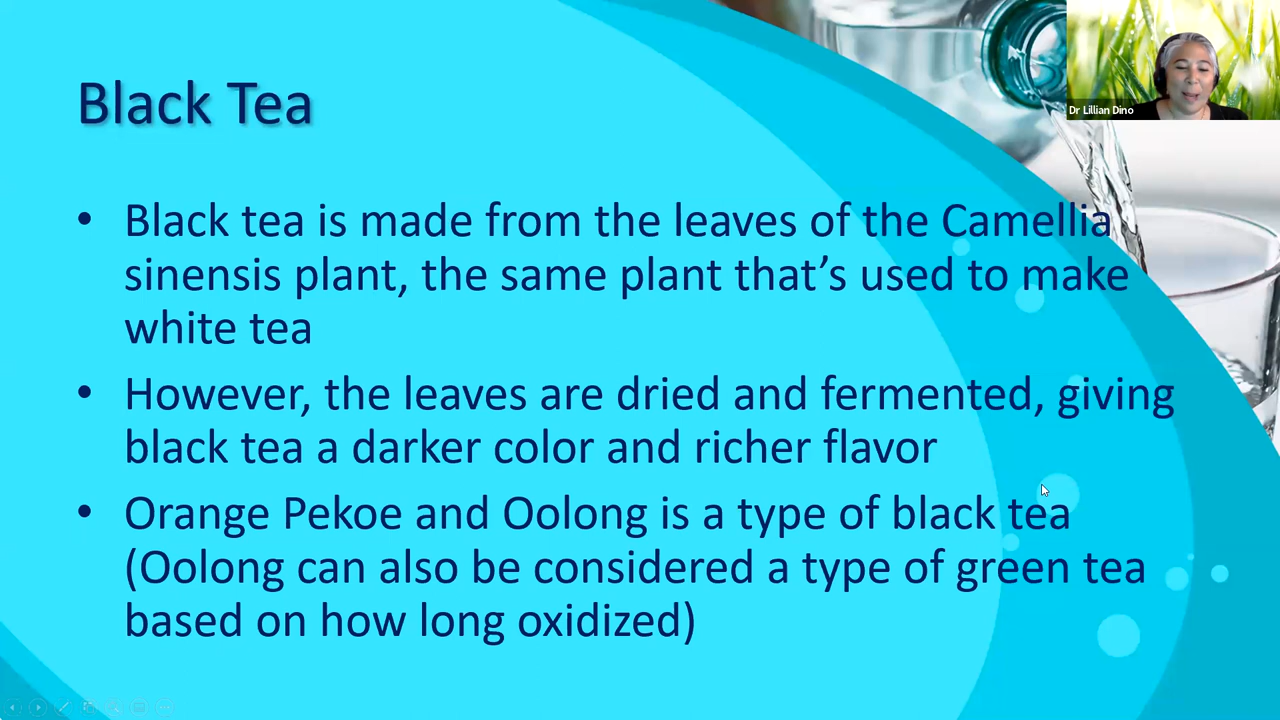 Dr Lillian Dino
Black Tea
• Black tea is made from the leaves of the Camellia
sinensis plant, the same plant that’s used to make
white tea
• However, the leaves are dried and fermented, giving
black tea a darker color and richer flavor
• Orange Pekoe and Oolong is a type of black tea
(Oolong can also be considered a type of green tea
based on how long oxidized)